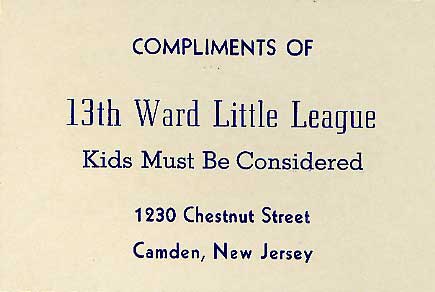 COMPLIMENTS OF
13th Ward Little League
Kids Must Be Considered
1230 Chestnut Street
Camden, New Jersey